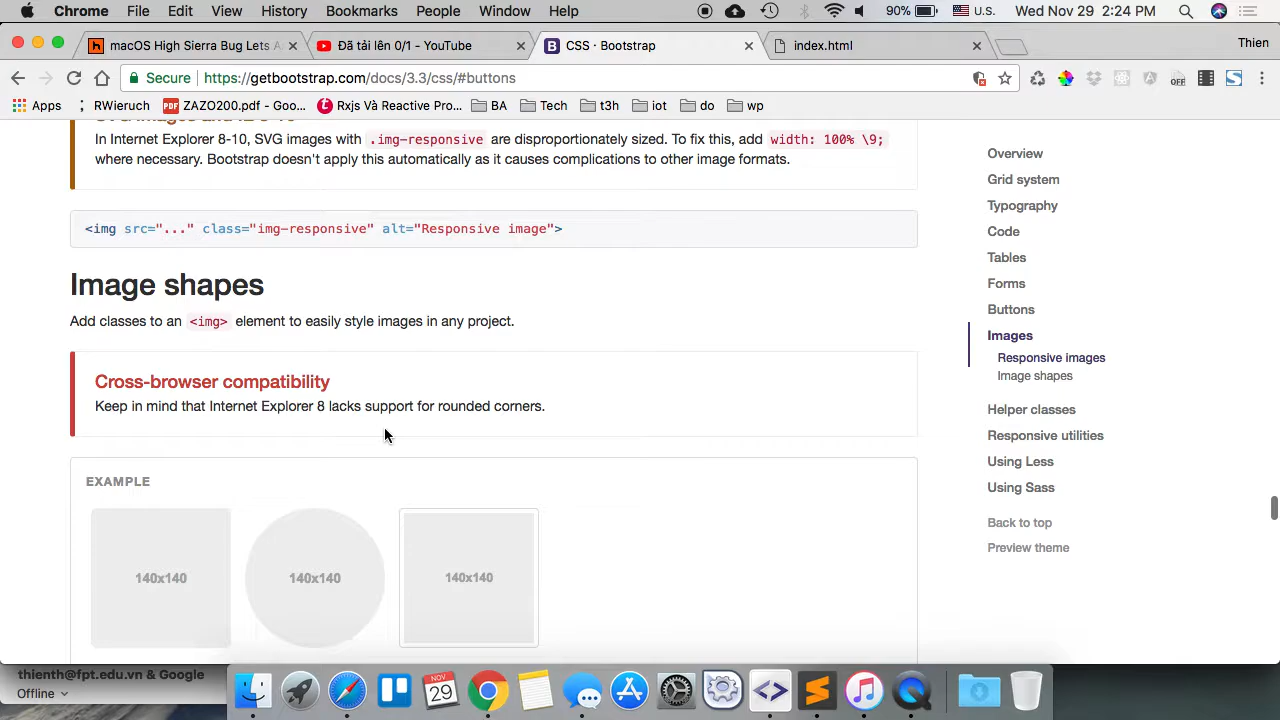 Chrome File Edit View History Bookmarks People Window Help 90% U.S. Wed Nov 29 2:24 PM
macOS High Sierra Bug Lets A
Đã tải lên 0/1 - YouTube
CSS · Bootstrap
index.html
Thien
Secure https://getbootstrap.com/docs/3.3/css/#buttons
Apps RWieruch ZAZO200.pdf - Goo... Rxjs Và Reactive Pro... BA Tech t3h iot do wp
In Internet Explorer 8-10, SVG images with .img-responsive are disproportionately sized. To fix this, add width: 100% \9;
where necessary. Bootstrap doesn't apply this automatically as it causes complications to other image formats.
<img src="..." class="img-responsive" alt="Responsive image">
Image shapes
Add classes to an <img> element to easily style images in any project.
Cross-browser compatibility
Keep in mind that Internet Explorer 8 lacks support for rounded corners.
EXAMPLE
140x140 140x140 140x140
Overview
Grid system
Typography
Code
Tables
Forms
Buttons
Images
Responsive images
Image shapes
Helper classes
Responsive utilities
Using Less
Using Sass
Back to top
Preview theme
thienth@fpt.edu.vn & Google
Offline
NOV
29